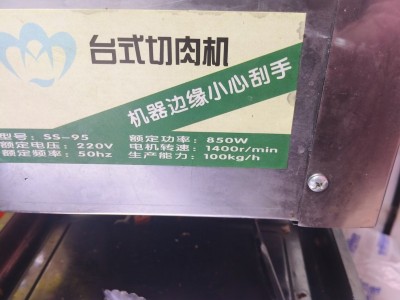 台式切肉机
机器边缘小心刮手
型号：SS-95 额定功率：850W
额定电压：220V 电机转速：1400r/min
额定频率：50hz 生产能力：100kg/h